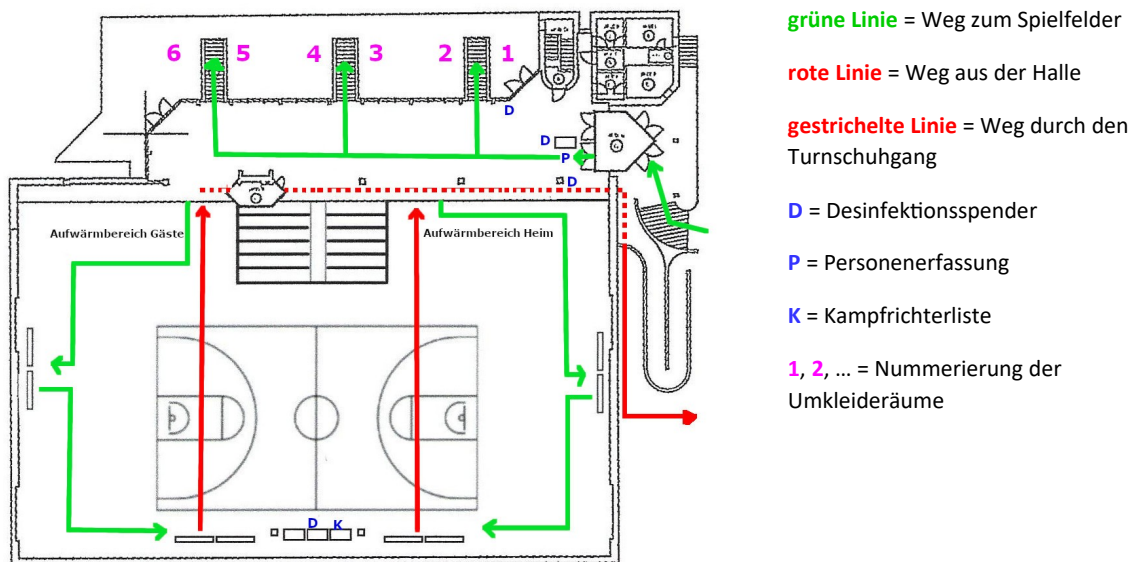 6 5 4 3 2 1
D
D
P
D
Aufwärmbereich Gäste
Aufwärmbereich Heim
D K
grüne Linie = Weg zum Spielfelder
rote Linie = Weg aus der Halle
gestrichelte Linie = Weg durch den
Turnschuhgang
D = Desinfektionsspender
P = Personenerfassung
K = Kampfrichterliste
1, 2, ... = Nummerierung der
Umkleideräume